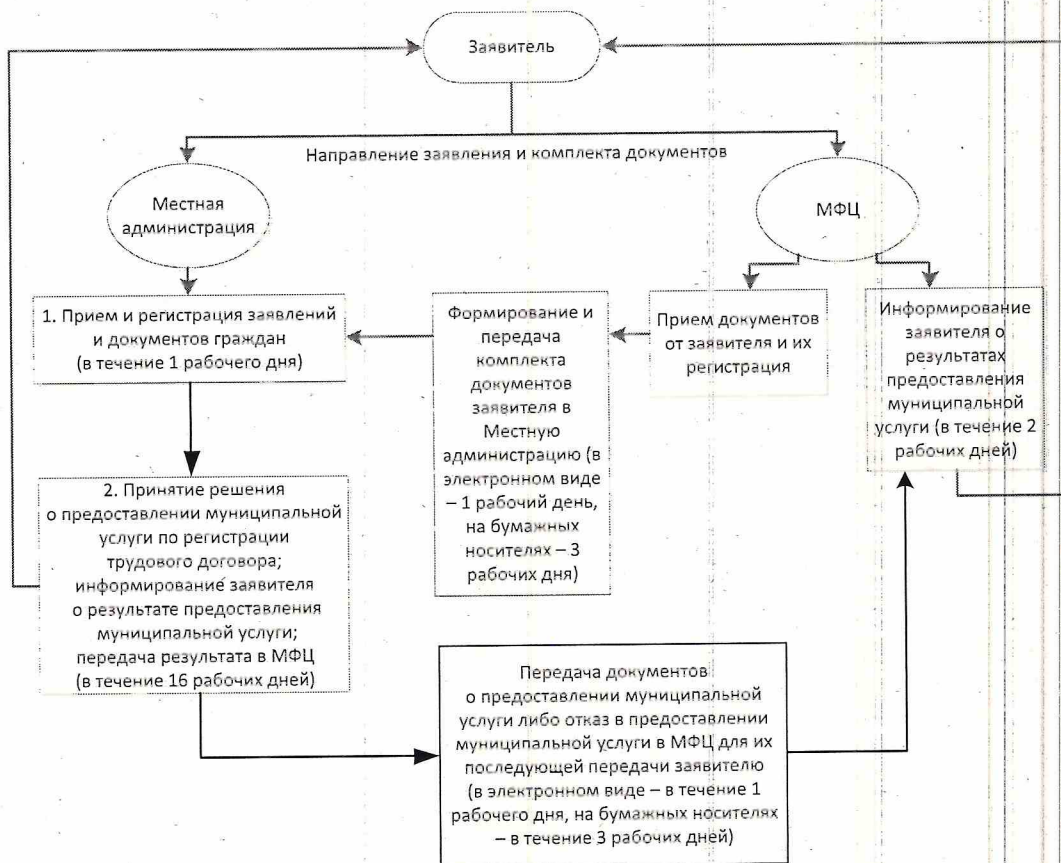 Заявитель
Направление заявления и комплекта документов
Местная
администрация
МФЦ
1. Прием и регистрация заявлений
и документов граждан
(в течение 1 рабочего дня)
Формирование и
передача
комплекта
документов
заявителя в
Местную
администрацию (в
электронном виде
– 1 рабочий день,
на бумажных
носителях – 3
рабочих дня)
Прием документов
от заявителя и их
регистрация
Информирование
заявителя о
результатах
предоставления
муниципальной
услуги (в течение 2
рабочих дней)
2. Принятие решения
о предоставлении муниципальной
услуги по регистрации
трудового договора;
информирование заявителя
о результате предоставления
муниципальной услуги;
передача результата в МФЦ
(в течение 16 рабочих дней)
Передача документов
о предоставлении муниципальной
услуги либо отказ в предоставлении
муниципальной услуги в МФЦ для их
последующей передачи заявителю
(в электронном виде – в течение 1
рабочего дня, на бумажных носителях
– в течение 3 рабочих дней)